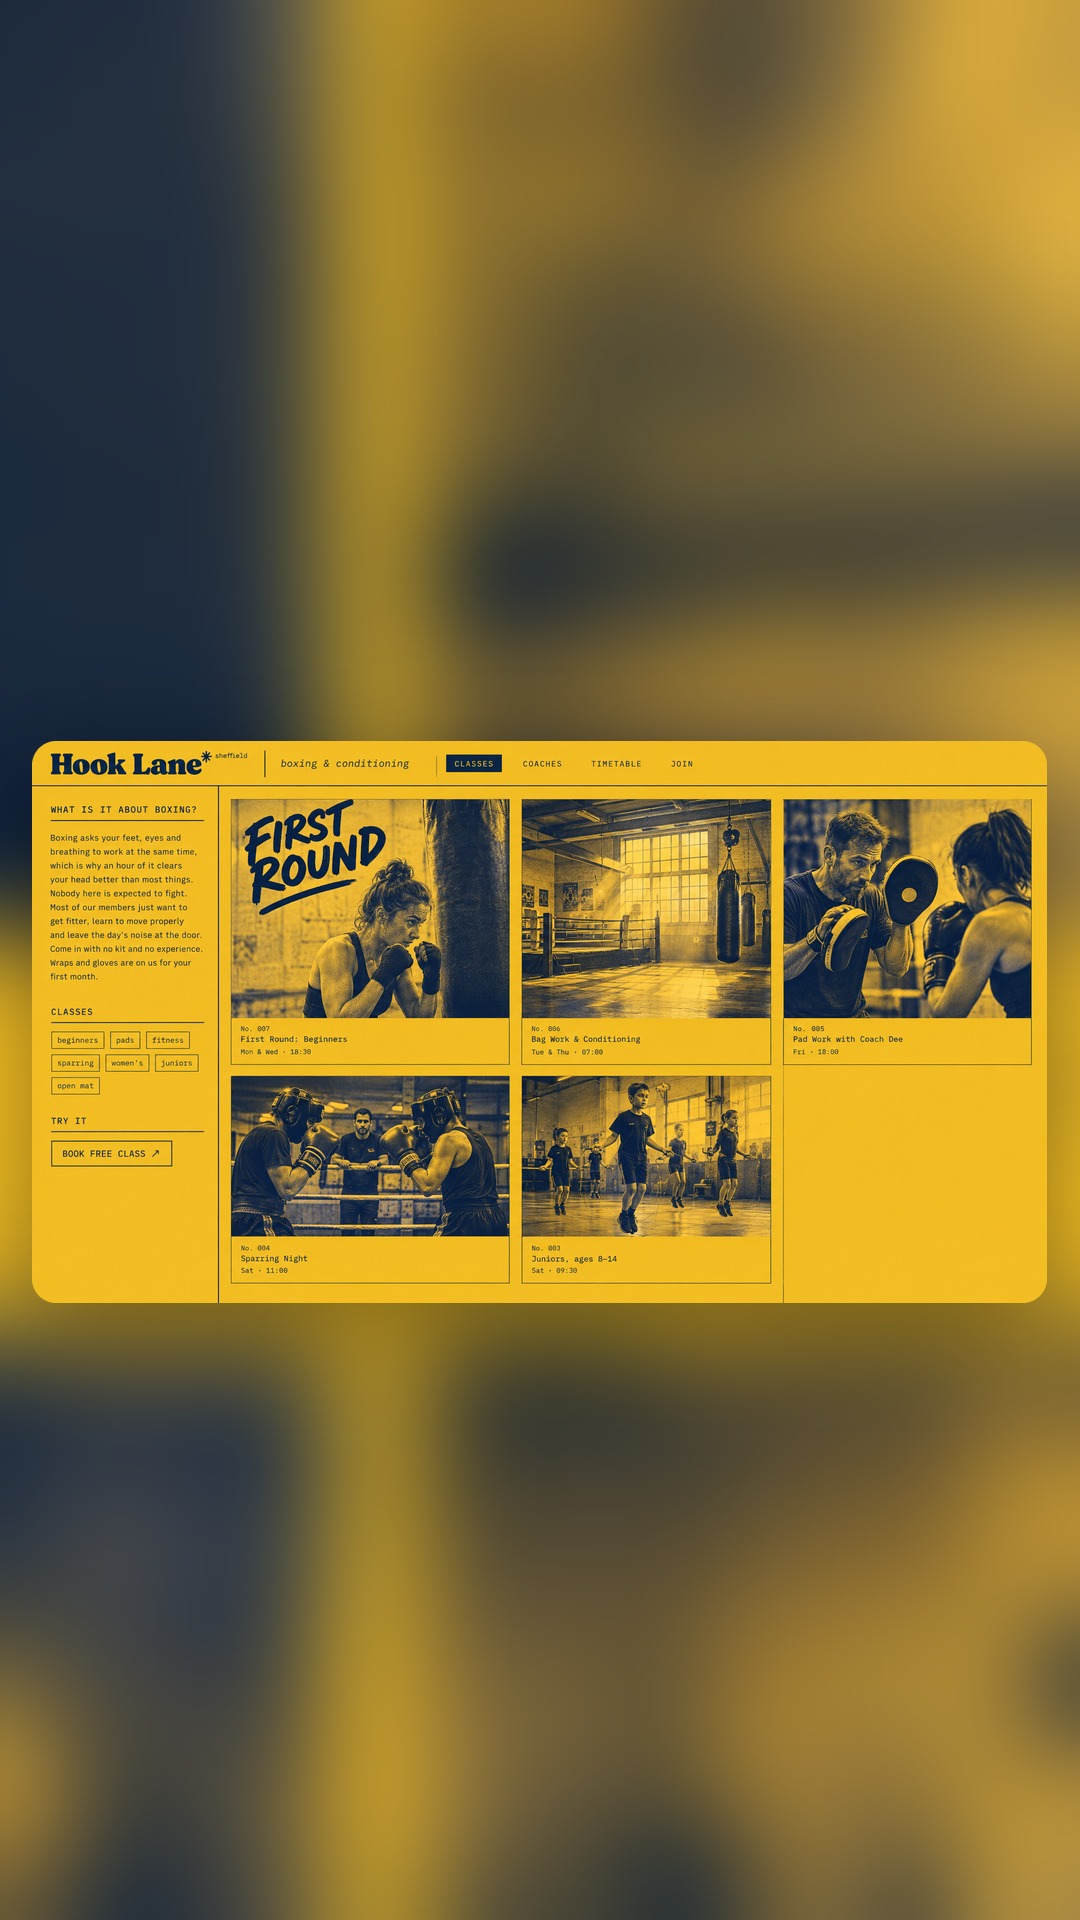 Hook Lane* sheffield
boxing & conditioning
CLASSES
COACHES
TIMETABLE
JOIN
WHAT IS IT ABOUT BOXING?
Boxing asks your feet, eyes and
breathing to work at the same time,
which is why an hour of it clears
your head better than most things.
Nobody here is expected to fight.
Most of our members just want to
get fitter, learn to move properly
and leave the day's noise at the door.
Come in with no kit and no experience.
Wraps and gloves are on us for your
first month.
CLASSES
beginners
pads
fitness
sparring
women's
juniors
open mat
TRY IT
BOOK FREE CLASS ↗
FIRST
ROUND
No. 007
First Round: Beginners
Mon & Wed · 18:30
No. 006
Bag Work & Conditioning
Tue & Thu · 07:00
No. 005
Pad Work with Coach Dee
Fri · 18:00
No. 004
Sparring Night
Sat · 11:00
No. 003
Juniors, ages 8–14
Sat · 09:30